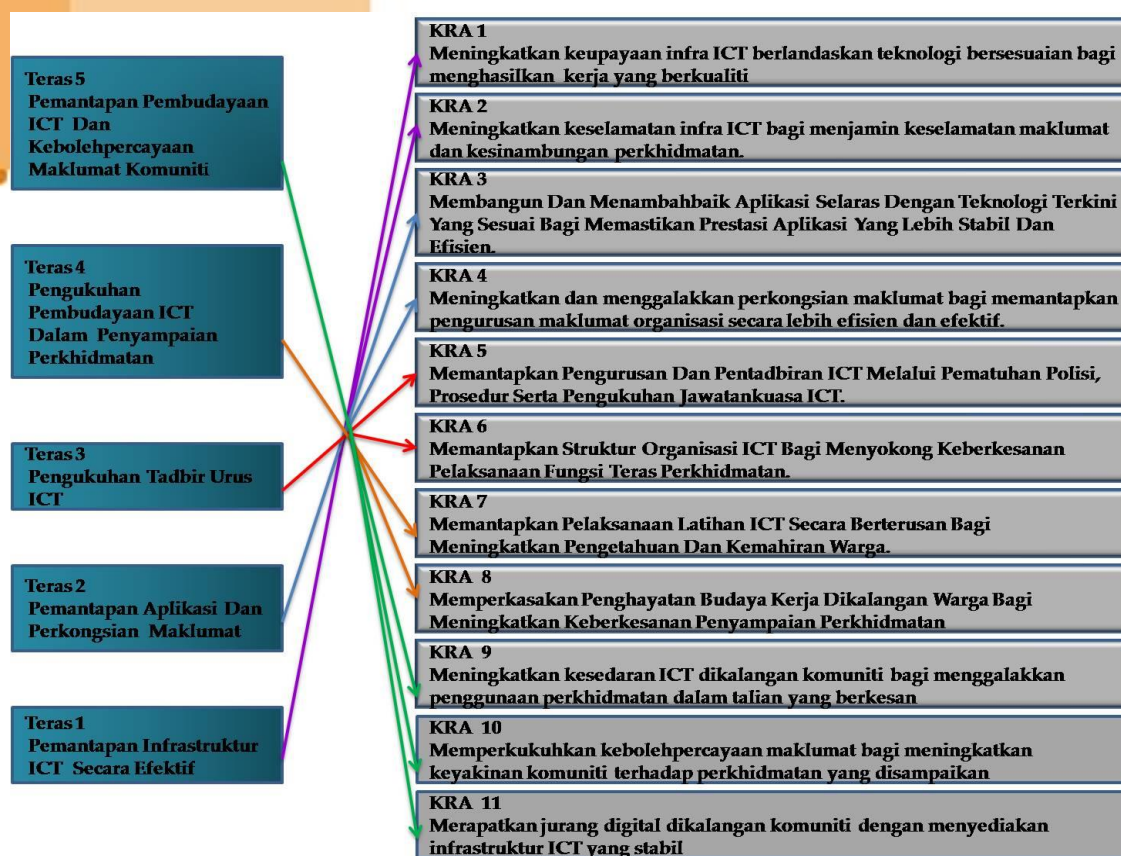 Teras 5
Pemantapan Pembudayaan
ICT Dan
Kebolehpercayaan
Maklumat Komuniti
Teras 4
Pengukuhan
Pembudayaan ICT
Dalam Penyampaian
Perkhidmatan
Teras 3
Pengukuhan Tadbir Urus
ICT
Teras 2
Pemantapan Aplikasi Dan
Perkongsian Maklumat
Teras 1
Pemantapan Infrastruktur
ICT Secara Efektif
KRA 1
Meningkatkan keupayaan infra ICT berlandaskan teknologi bersesuaian bagi
menghasilkan kerja yang berkualiti
KRA 2
Meningkatkan keselamatan infra ICT bagi menjamin keselamatan maklumat
dan kesinambungan perkhidmatan.
KRA 3
Membangun Dan Menambahbaik Aplikasi Selaras Dengan Teknologi Terkini
Yang Sesuai Bagi Memastikan Prestasi Aplikasi Yang Lebih Stabil Dan
Efisien.
KRA 4
Meningkatkan dan menggalakkan perkongsian maklumat bagi memantapkan
pengurusan maklumat organisasi secara lebih efisien dan efektif.
KRA 5
Memantapkan Pengurusan Dan Pentadbiran ICT Melalui Pematuhan Polisi,
Prosedur Serta Pengukuhan Jawatankuasa ICT.
KRA 6
Memantapkan Struktur Organisasi ICT Bagi Menyokong Keberkesanan
Pelaksanaan Fungsi Teras Perkhidmatan.
KRA 7
Memantapkan Pelaksanaan Latihan ICT Secara Berterusan Bagi
Meningkatkan Pengetahuan Dan Kemahiran Warga.
KRA 8
Memperkasakan Penghayatan Budaya Kerja Dikalangan Warga Bagi
Meningkatkan Keberkesanan Penyampaian Perkhidmatan
KRA 9
Meningkatkan kesedaran ICT dikalangan komuniti bagi menggalakkan
penggunaan perkhidmatan dalam talian yang berkesan
KRA 10
Memperkukuhkan kebolehpercayaan maklumat bagi meningkatkan
keyakinan komuniti terhadap perkhidmatan yang disampaikan
KRA 11
Merapatkan jurang digital dikalangan komuniti dengan menyediakan
infrastruktur ICT yang stabil